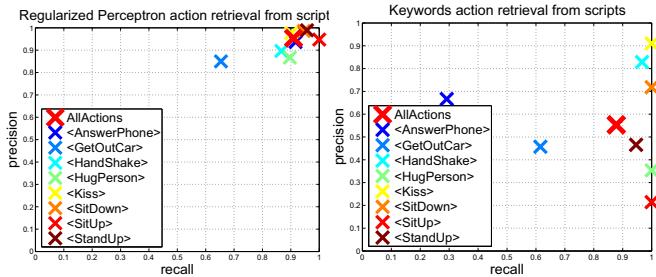 Regularized Perceptron action retrieval from script
1
0.9
0.8
0.7
0.6
0.5
0.4
0.3
0.2
0.1
0
precision
AllActions
<AnswerPhone>
<GetOutCar>
<HandShake>
<HugPerson>
<Kiss>
<SitDown>
<SitUp>
<StandUp>
0 0.1 0.2 0.3 0.4 0.5 0.6 0.7 0.8 0.9 1
recall
Keywords action retrieval from scripts
1
0.9
0.8
0.7
0.6
0.5
0.4
0.3
0.2
0.1
0
precision
AllActions
<AnswerPhone>
<GetOutCar>
<HandShake>
<HugPerson>
<Kiss>
<SitDown>
<SitUp>
<StandUp>
0 0.1 0.2 0.3 0.4 0.5 0.6 0.7 0.8 0.9 1
recall